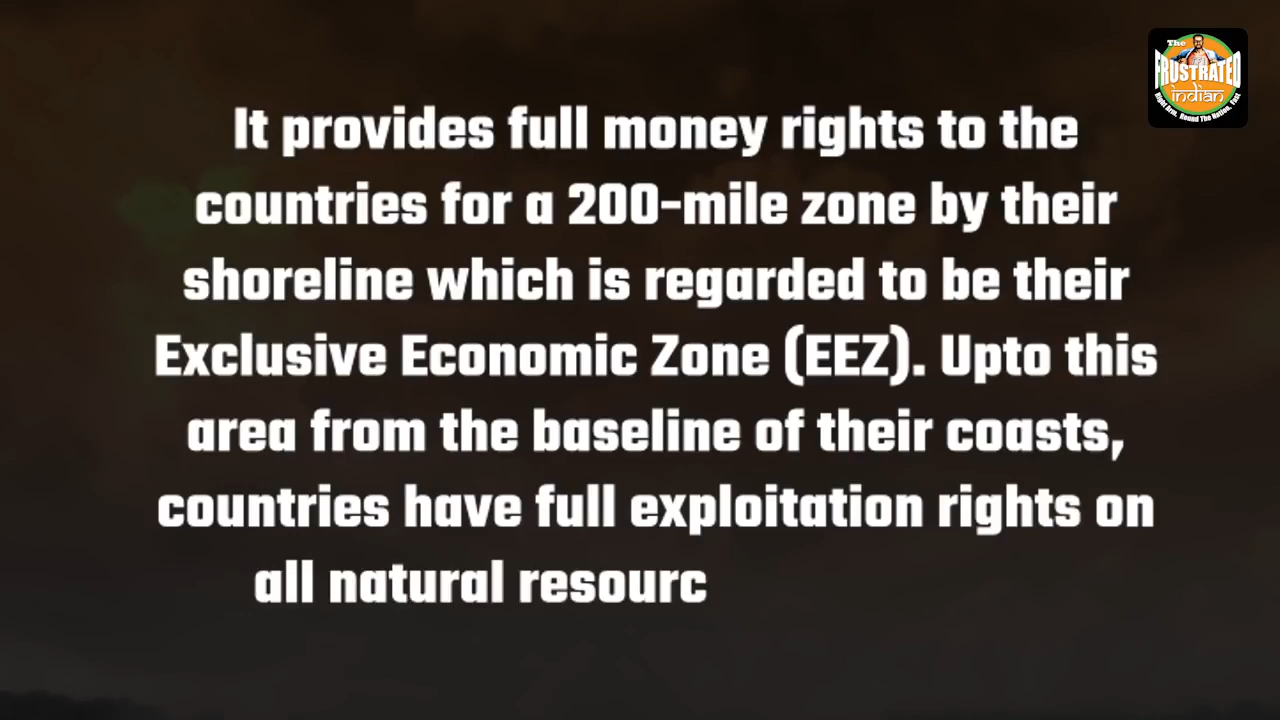 The
FRUSTRATED
indian
It provides full money rights to the
countries for a 200-mile zone by their
shoreline which is regarded to be their
Exclusive Economic Zone (EEZ). Upto this
area from the baseline of their coasts,
countries have full exploitation rights on
all natural resourc